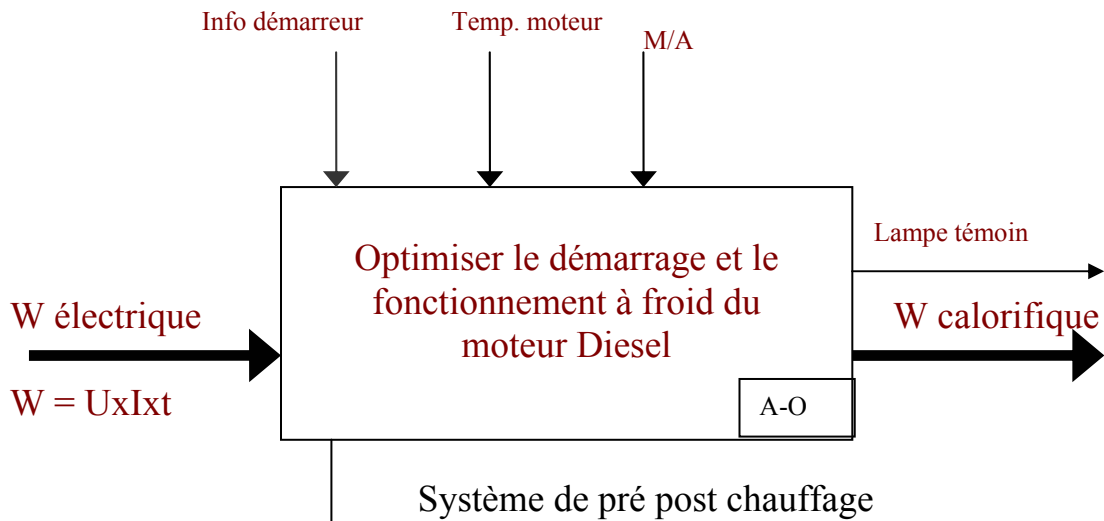 Info démarreur
Temp. moteur
M/A
Optimiser le démarrage et le
fonctionnement à froid du
moteur Diesel
Lampe témoin
W électrique
W calorifique
W = UxIxt
A-O
Système de pré post chauffage